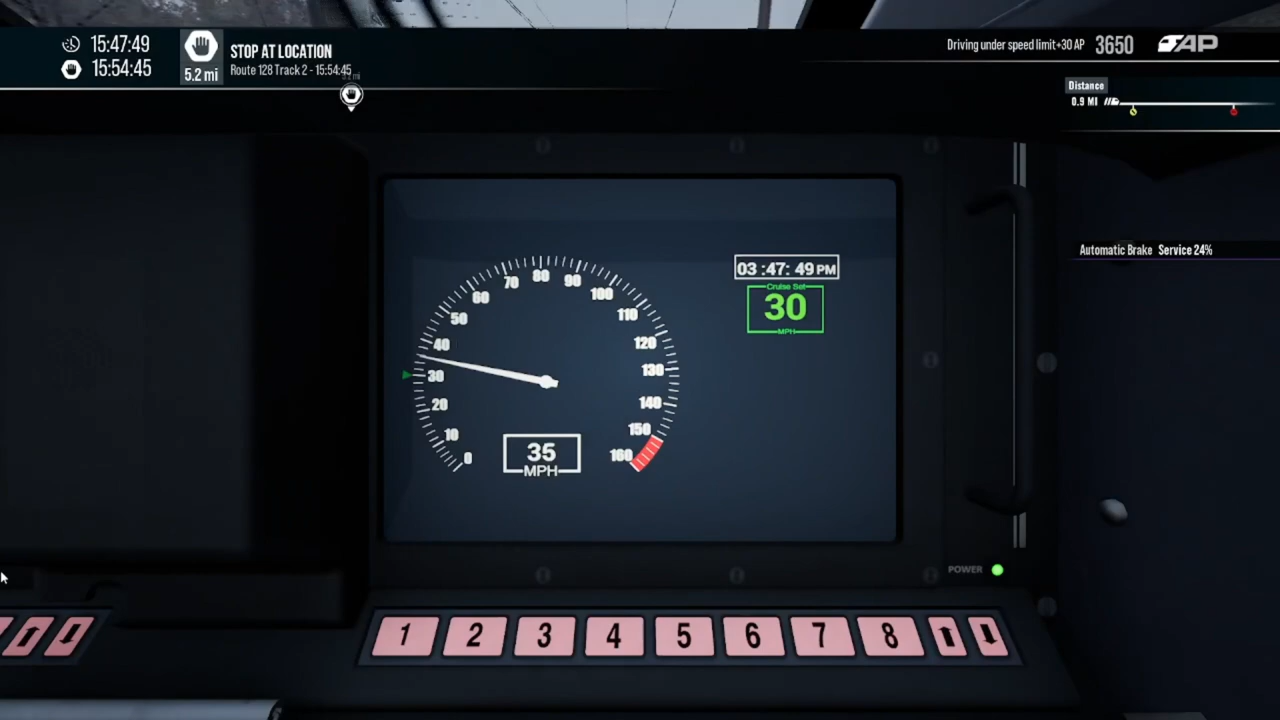 15:47:49
15:54:45
5.2 mi
STOP AT LOCATION
Route 128 Track 2 - 15:54:45
Driving under speed limit+30 AP
3650
AP
Distance
0.9 MI
Automatic Brake Service 24%
03 :47: 49 PM
Cruise Set
30
MPH
0
10
20
30
40
50
60
70
80
90
100
110
120
130
140
150
160
35
MPH
POWER
1 2 3 4 5 6 7 8